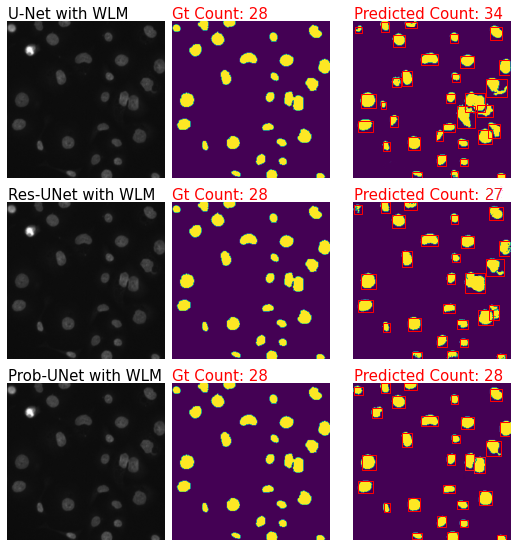 U-Net with WLM Gt Count: 28 Predicted Count: 34
Res-UNet with WLM Gt Count: 28 Predicted Count: 27
Prob-UNet with WLM Gt Count: 28 Predicted Count: 28